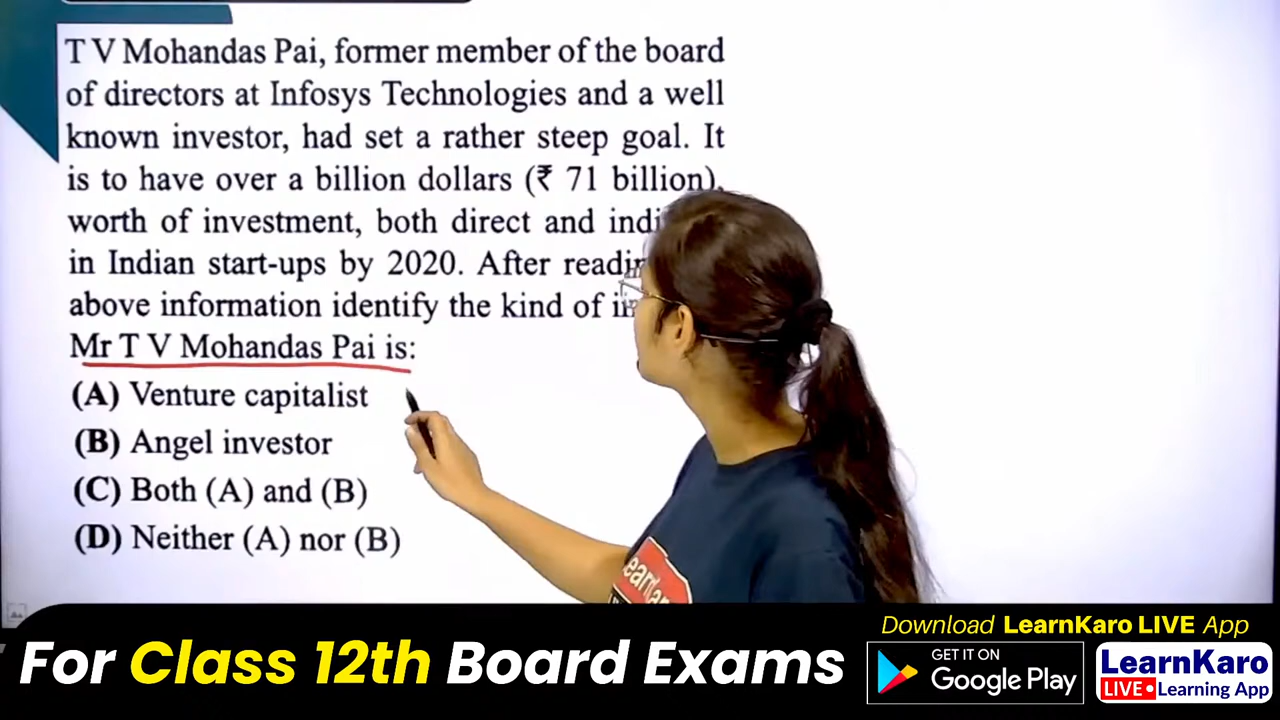 T V Mohandas Pai, former member of the board
of directors at Infosys Technologies and a well
known investor, had set a rather steep goal. It
is to have over a billion dollars (₹ 71 billion),
worth of investment, both direct and
in Indian start-ups by 2020. After
above information identify the kind of
Mr T V Mohandas Pai is:
(A) Venture capitalist
(B) Angel investor
(C) Both (A) and (B)
(D) Neither (A) nor (B)
For Class 12th Board Exams
Download LearnKaro LIVE App
GET IT ON
Google Play
LearnKaro
LIVE Learning App